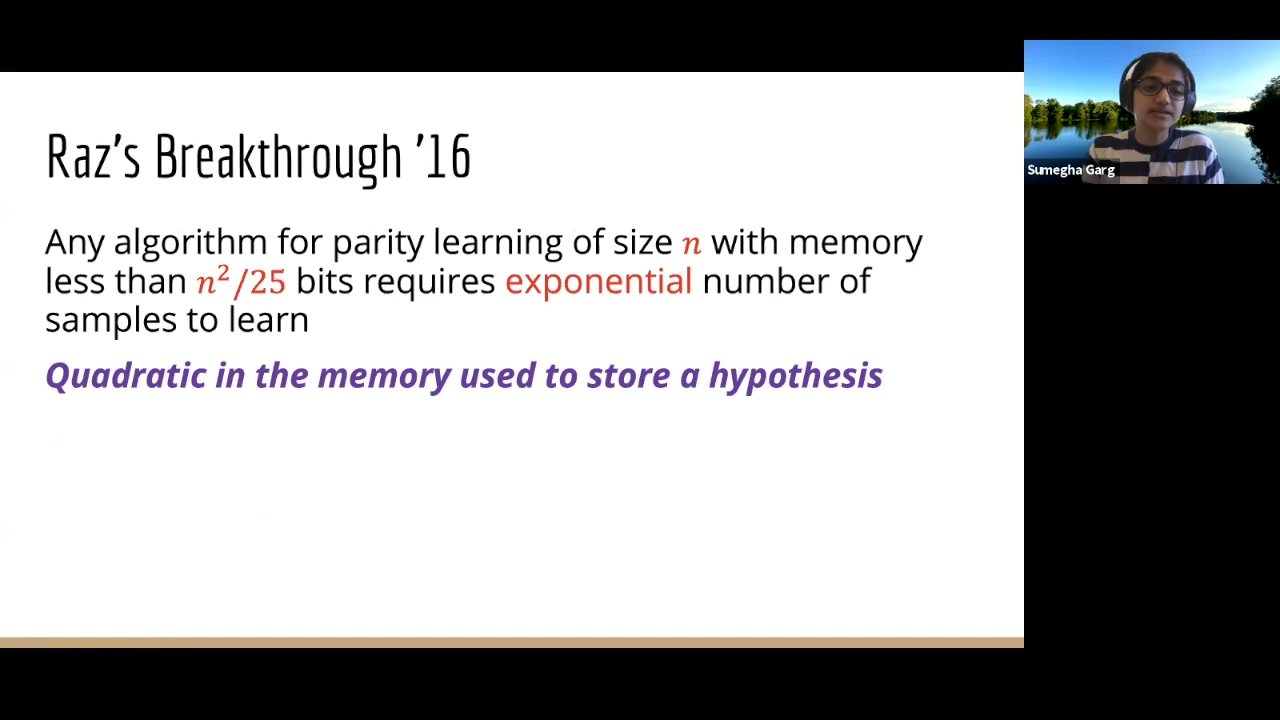 Raz’s Breakthrough ’16
Any algorithm for parity learning of size n with memory
less than n²/25 bits requires exponential number of
samples to learn
Quadratic in the memory used to store a hypothesis
Sumegha Garg